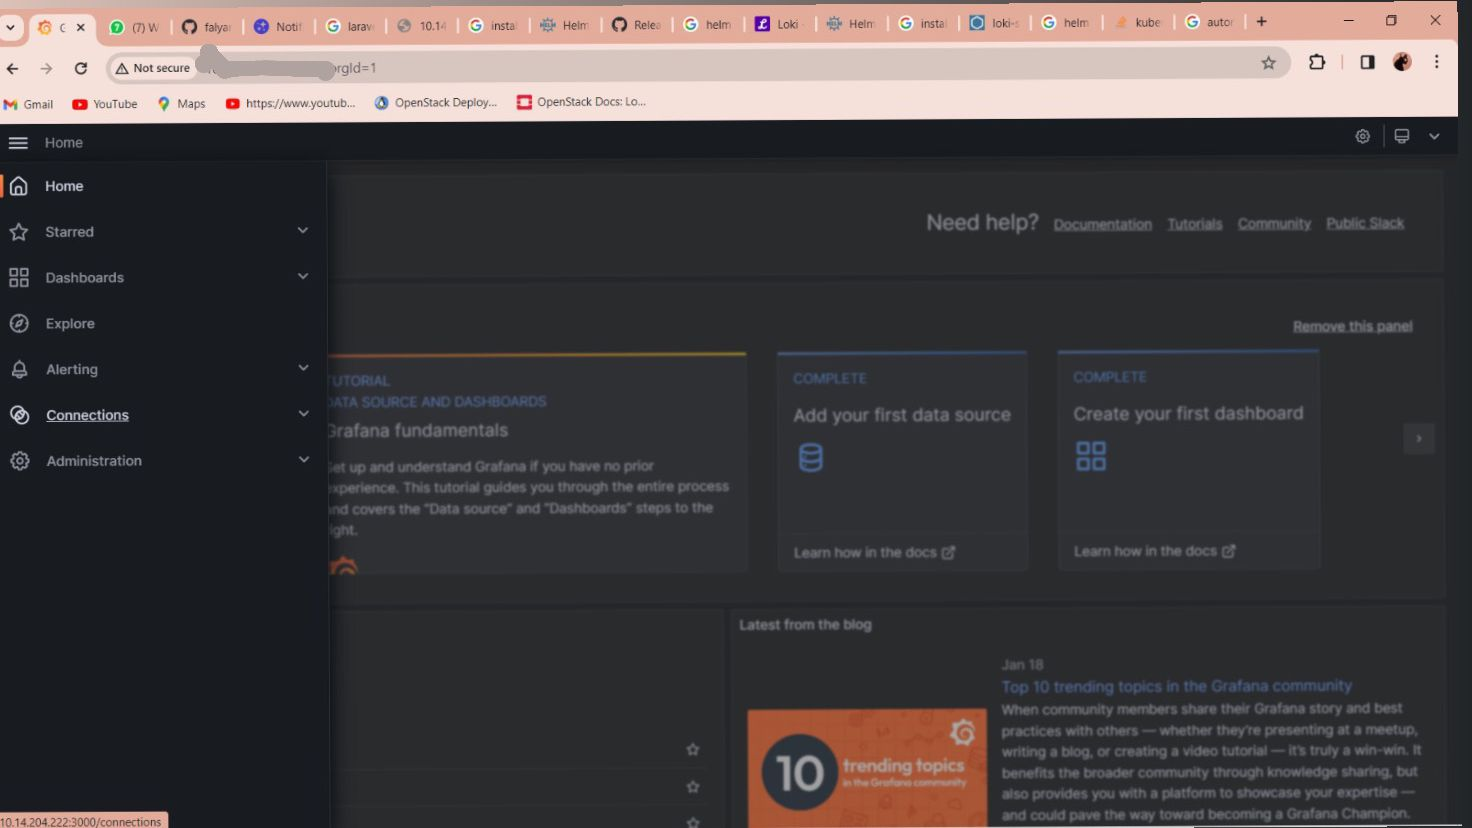 (7) W
falyar
Notif
larave
10.14
instal
Helm
Relea
helm
Loki
Helm
instal
loki-s
helm
kube
autor
Not secure
orgId=1
Gmail
YouTube
Maps
https://www.youtub...
OpenStack Deploy...
OpenStack Docs: Lo...
Home
Home
Starred
Dashboards
Explore
Alerting
Connections
Administration
Need help? Documentation Tutorials Community Public Slack
Remove this panel
TUTORIAL
DATA SOURCE AND DASHBOARDS
Grafana fundamentals
Set up and understand Grafana if you have no prior
experience. This tutorial guides you through the entire process
and covers the "Data source" and "Dashboards" steps to the
right.
COMPLETE
Add your first data source
Learn how in the docs
COMPLETE
Create your first dashboard
Learn how in the docs
Latest from the blog
Jan 18
Top 10 trending topics in the Grafana community
When community members share their Grafana story and best
practices with others — whether they're presenting at a meetup,
writing a blog, or creating a video tutorial — it's truly a win-win. It
benefits the broader community through knowledge sharing, but
also provides you with a platform to showcase your expertise —
and could pave the way toward becoming a Grafana Champion.
10 trending topics
in the Grafana community
10.14.204.222:3000/connections